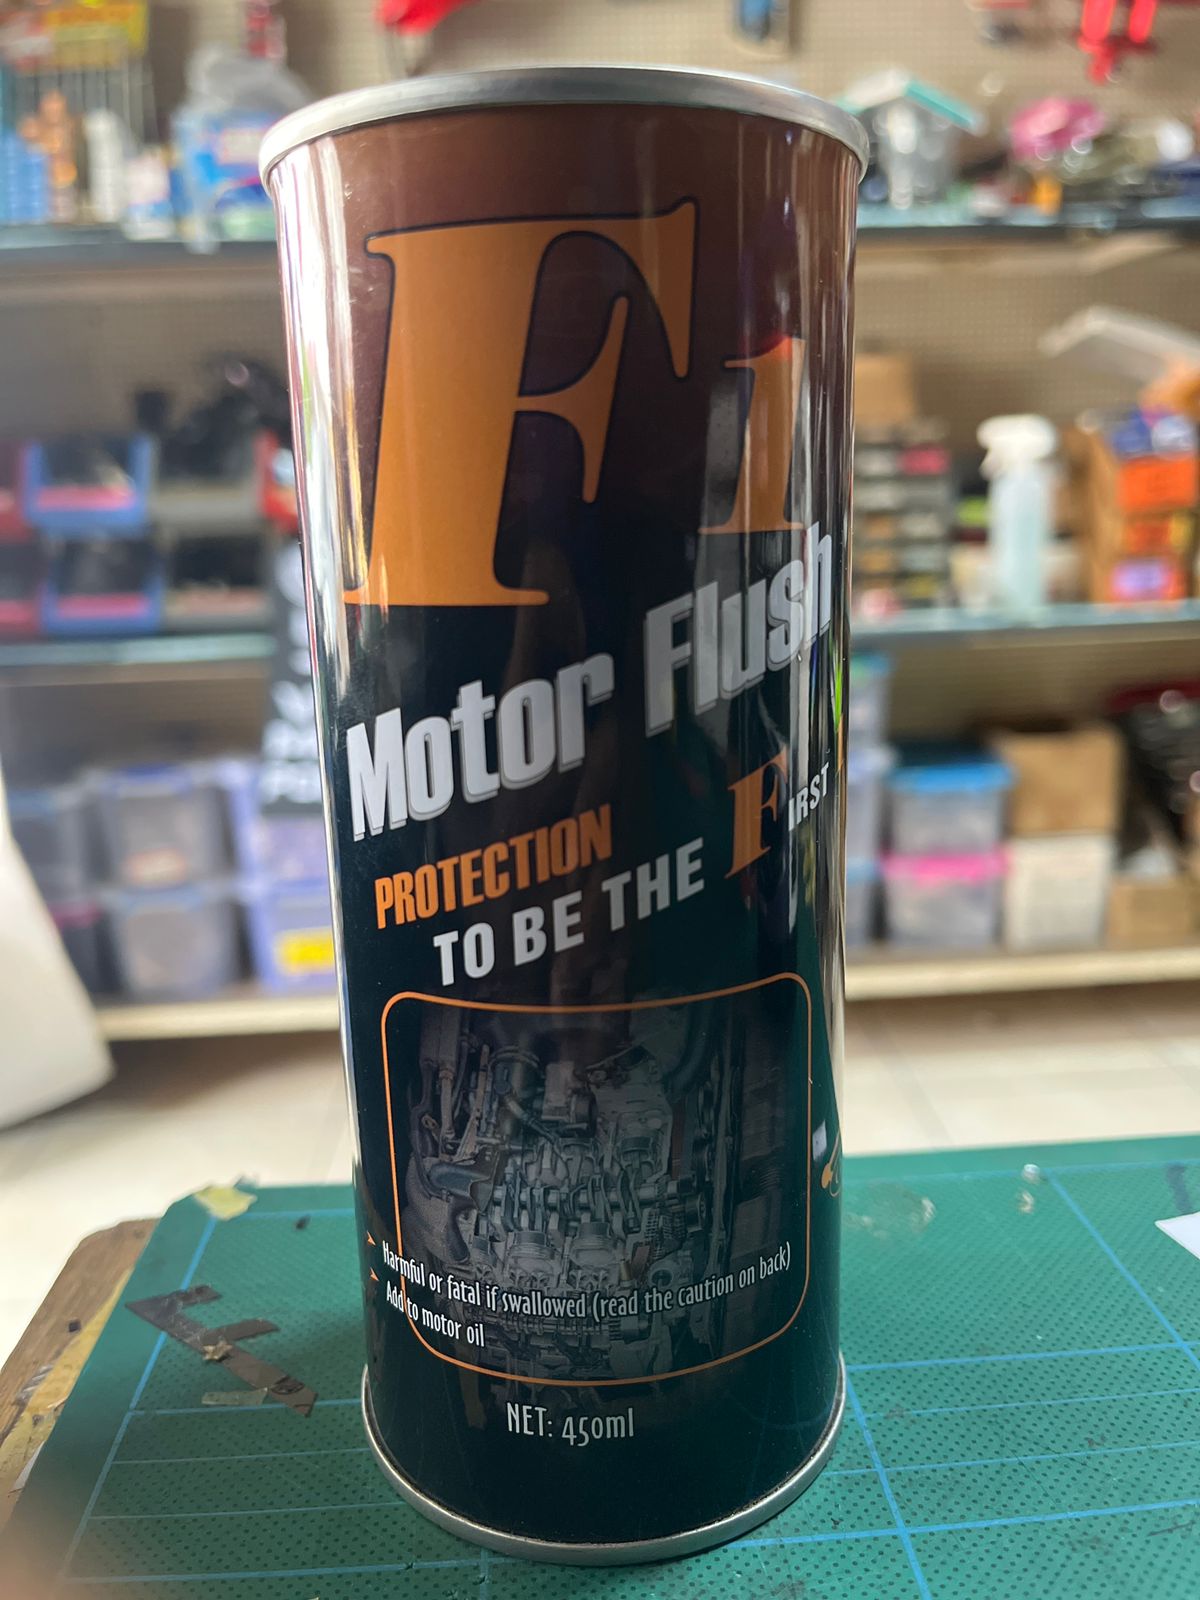 F1
Motor Flush
PROTECTION
TO BE THE FIRST
Harmful or fatal if swallowed (read the caution on back)
Add to motor oil
NET: 450ml